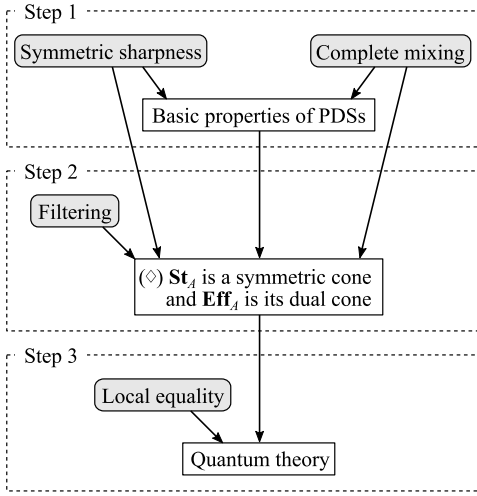 Step 1
Symmetric sharpness
Complete mixing
Basic properties of PDSs
Step 2
Filtering
(♢) St_A is a symmetric cone
and Eff_A is its dual cone
Step 3
Local equality
Quantum theory